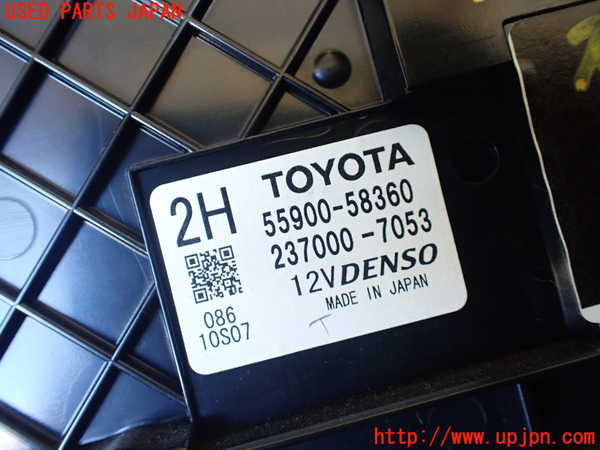 USED PARTS JAPAN
2H
TOYOTA
55900-58360
237000-7053
12V DENSO
MADE IN JAPAN
086
10S07
T
http://www.upjpn.com/